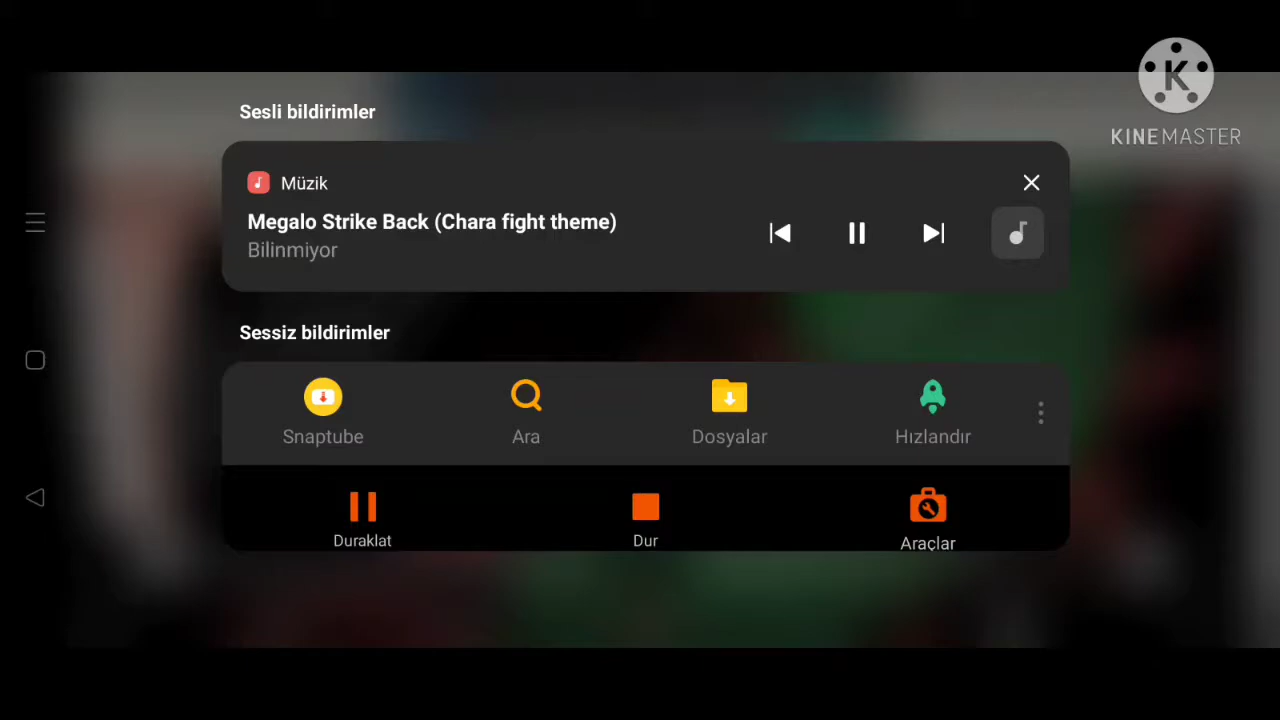 KINEMASTER
Sesli bildirimler
Müzik
Megalo Strike Back (Chara fight theme)
Bilinmiyor
Sessiz bildirimler
Snaptube Ara Dosyalar Hızlandır
Duraklat Dur Araçlar